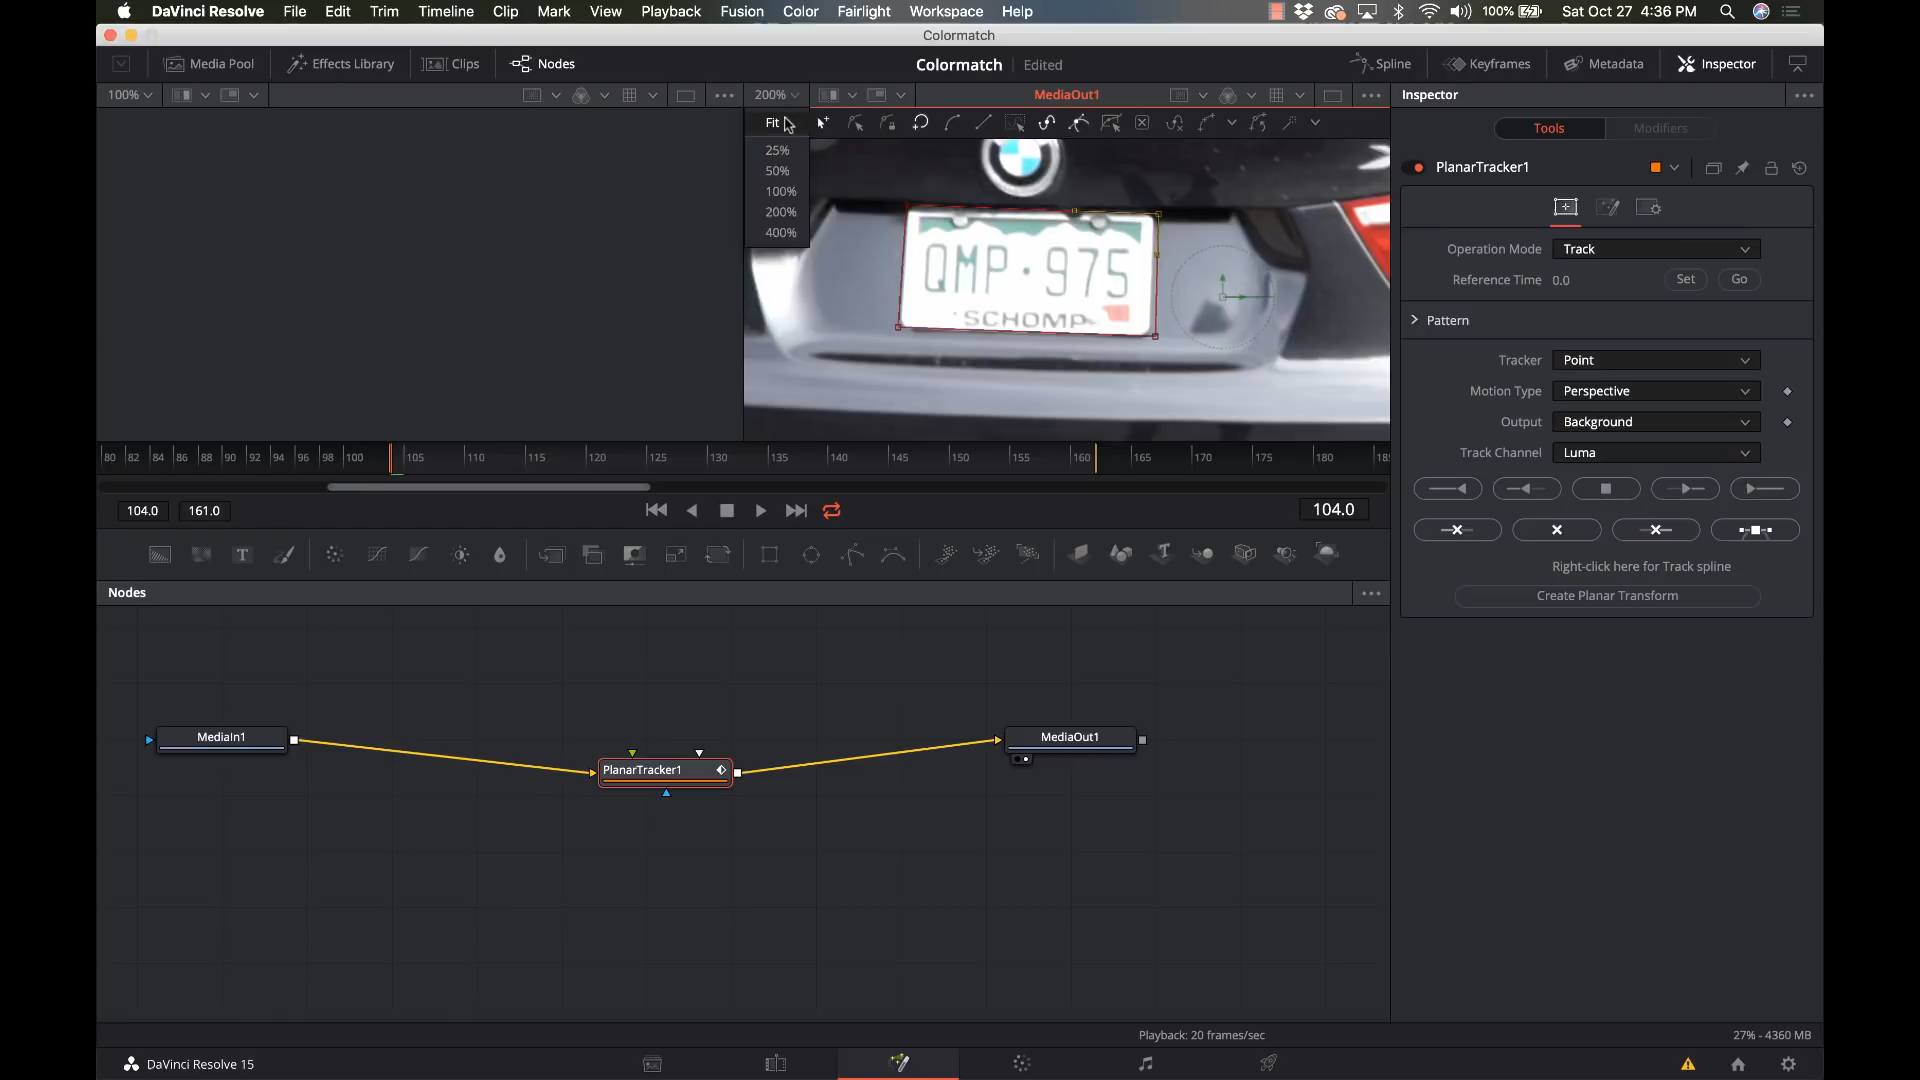 DaVinci Resolve File Edit Trim Timeline Clip Mark View Playback Fusion Color Fairlight Workspace Help 100% Sat Oct 27 4:36 PM
Colormatch
Media Pool Effects Library Clips Nodes Colormatch Edited Spline Keyframes Metadata Inspector
100% 200% MediaOut1 Inspector
Fit
25%
50%
100%
200%
400%
QMP·975
SCHOMP
Tools Modifiers
PlanarTracker1
Operation Mode Track
Reference Time 0.0 Set Go
Pattern
Tracker Point
Motion Type Perspective
Output Background
Track Channel Luma
Right-click here for Track spline
Create Planar Transform
80 82 84 86 88 90 92 94 96 98 100 105 110 115 120 125 130 135 140 145 150 155 160 165 170 175 180 185
104.0 161.0 104.0
Nodes
MediaIn1
PlanarTracker1
MediaOut1
Playback: 20 frames/sec 27% - 4360 MB
DaVinci Resolve 15